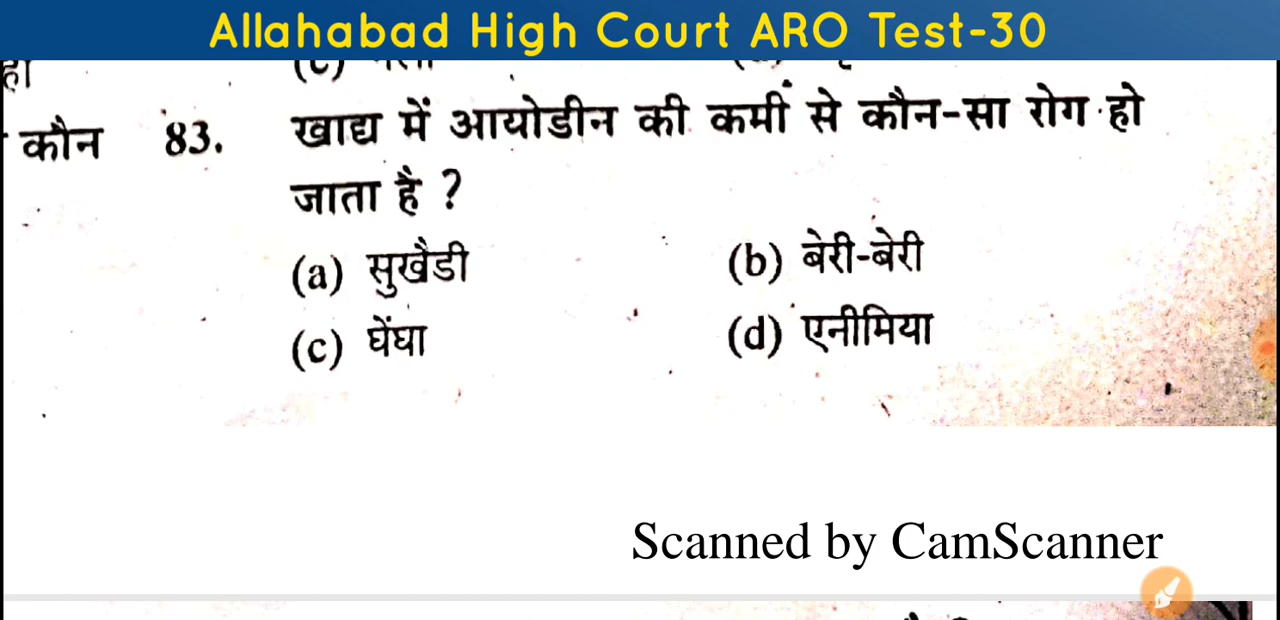 Allahabad High Court ARO Test-30
कौन 83. खाद्य में आयोडीन की कमी से कौन-सा रोग हो
जाता है ?
(a) सुखैडी (b) बेरी-बेरी
(c) घेंघा (d) एनीमिया
Scanned by CamScanner